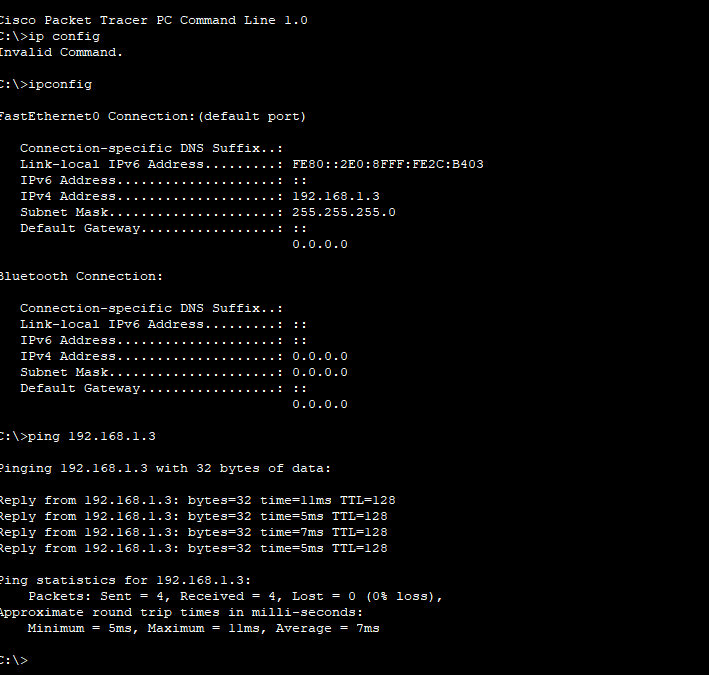 Cisco Packet Tracer PC Command Line 1.0
C:\>ip config
Invalid Command.
C:\>ipconfig
FastEthernet0 Connection:(default port)
Connection-specific DNS Suffix..:
Link-local IPv6 Address.........: FE80::2E0:8FFF:FE2C:B403
IPv6 Address....................: ::
IPv4 Address....................: 192.168.1.3
Subnet Mask.....................: 255.255.255.0
Default Gateway.................: ::
0.0.0.0
Bluetooth Connection:
Connection-specific DNS Suffix..:
Link-local IPv6 Address.........: ::
IPv6 Address....................: ::
IPv4 Address....................: 0.0.0.0
Subnet Mask.....................: 0.0.0.0
Default Gateway.................: ::
0.0.0.0
C:\>ping 192.168.1.3
Pinging 192.168.1.3 with 32 bytes of data:
Reply from 192.168.1.3: bytes=32 time=11ms TTL=128
Reply from 192.168.1.3: bytes=32 time=5ms TTL=128
Reply from 192.168.1.3: bytes=32 time=7ms TTL=128
Reply from 192.168.1.3: bytes=32 time=5ms TTL=128
Ping statistics for 192.168.1.3:
Packets: Sent = 4, Received = 4, Lost = 0 (0% loss),
Approximate round trip times in milli-seconds:
Minimum = 5ms, Maximum = 11ms, Average = 7ms
C:\>